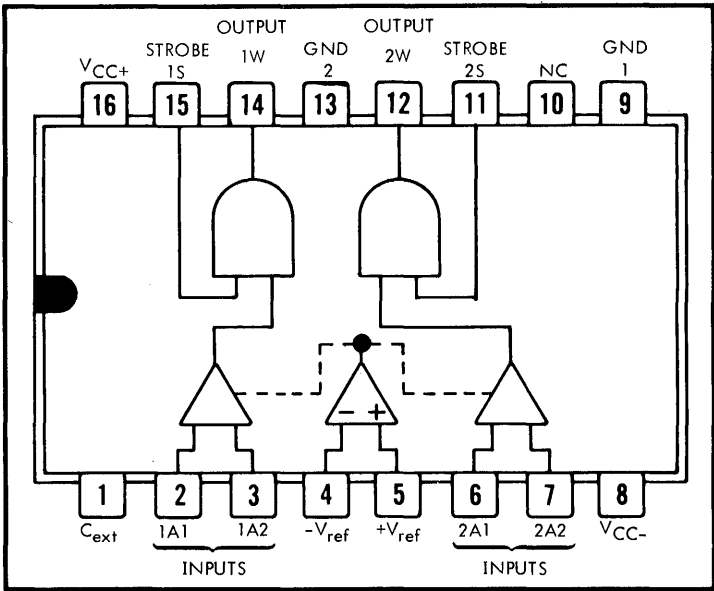 OUTPUT OUTPUT
STROBE 1W GND 2W STROBE GND
VCC+ 1S 2 2S NC 1
16 15 14 13 12 11 10 9
− +
1 2 3 4 5 6 7 8
Cext 1A1 1A2 -Vref +Vref 2A1 2A2 VCC-
INPUTS INPUTS